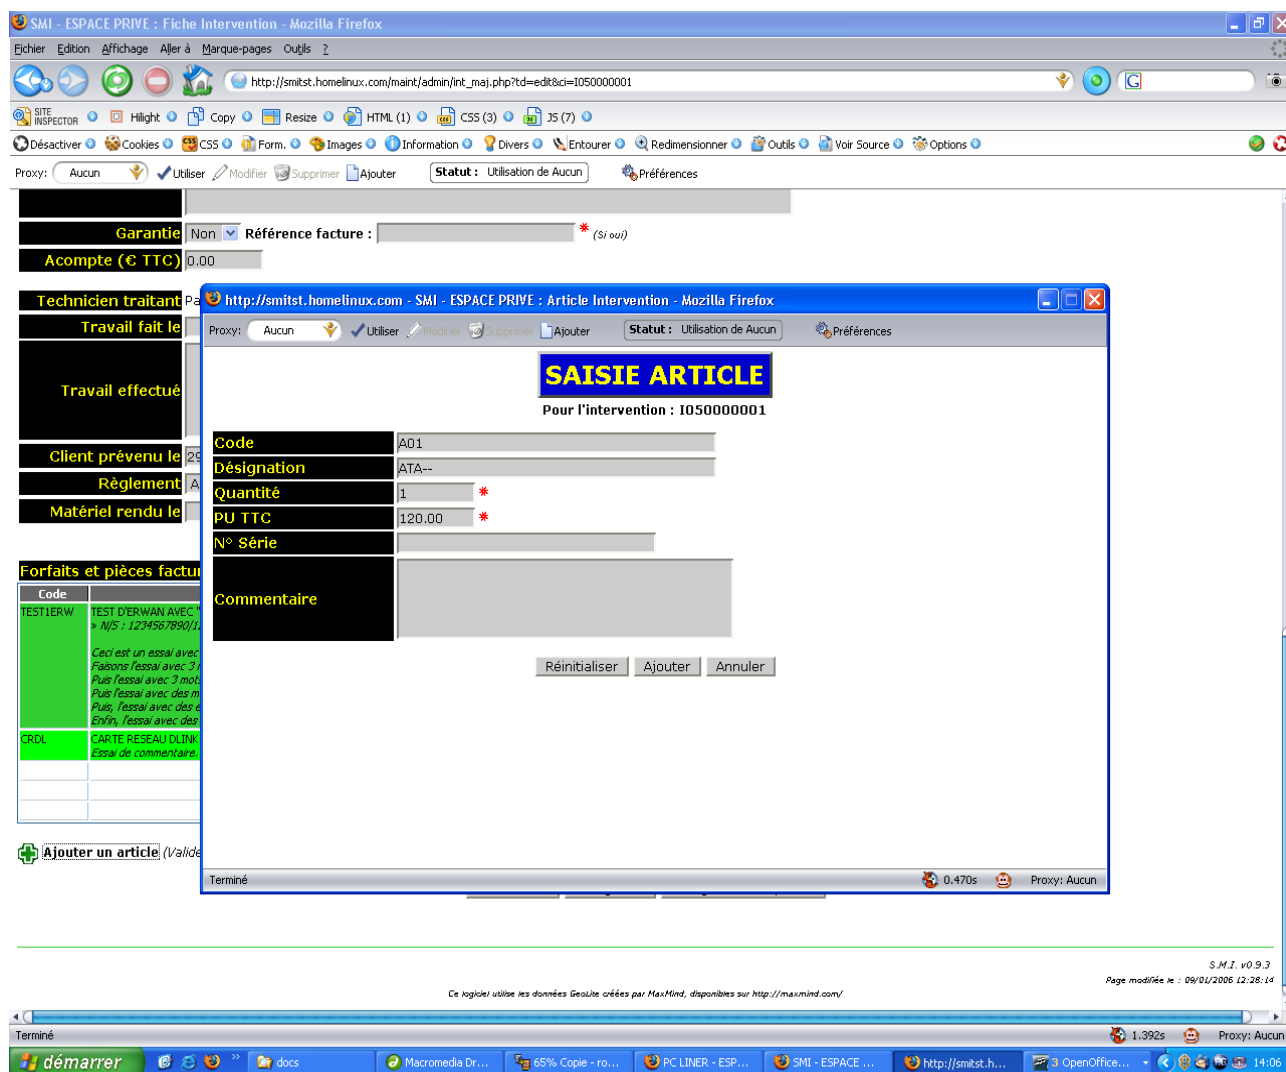 SMI - ESPACE PRIVE : Fiche Intervention - Mozilla Firefox
Fichier Edition Affichage Aller à Marque-pages Outils ?
http://smitst.homelinux.com/maint/admin/int_maj.php?td=edit&ci=I050000001
SITE INSPECTOR Hilight Copy Resize HTML (1) CSS (3) JS (7)
Désactiver Cookies CSS Form. Images Information Divers Entourer Redimensionner Outils Voir Source Options
Proxy: Aucun Utiliser Modifier Supprimer Ajouter Statut : Utilisation de Aucun Préférences
Garantie Non Référence facture : * (Si oui)
Acompte (€ TTC) 0.00
Technicien traitant Pa
Travail fait le
Travail effectué
Client prévenu le 29
Règlement A
Matériel rendu le
Forfaits et pièces factu
Code
TEST1ERW TEST D'ERWAN AVEC "
» N/S : 1234567890/1
Ceci est un essai avec
Faisons l'essai avec 3
Puis l'essai avec 3 mot
Puis l'essai avec des m
Puis, l'essai avec des e
Enfin, l'essai avec des
CRDL CARTE RESEAU DLINK
Essai de commentaire,
Ajouter un article (Valide
http://smitst.homelinux.com - SMI - ESPACE PRIVE : Article Intervention - Mozilla Firefox
Proxy: Aucun Utiliser Modifier Supprimer Ajouter Statut : Utilisation de Aucun Préférences
SAISIE ARTICLE
Pour l'intervention : I050000001
Code A01
Désignation ATA--
Quantité 1 *
PU TTC 120.00 *
N° Série
Commentaire
Réinitialiser Ajouter Annuler
Terminé 0.470s Proxy: Aucun
S.M.I. v0.9.3
Page modifiée le : 09/01/2006 12:28:14
Ce logiciel utilise les données GeoLite créées par MaxMind, disponibles sur http://maxmind.com/
Terminé 1.392s Proxy: Aucun
démarrer » docs Macromedia Dr... 65% Copie - ro... PC LINER - ESP... SMI - ESPACE ... http://smitst.h... 3 OpenOffice... 14:06